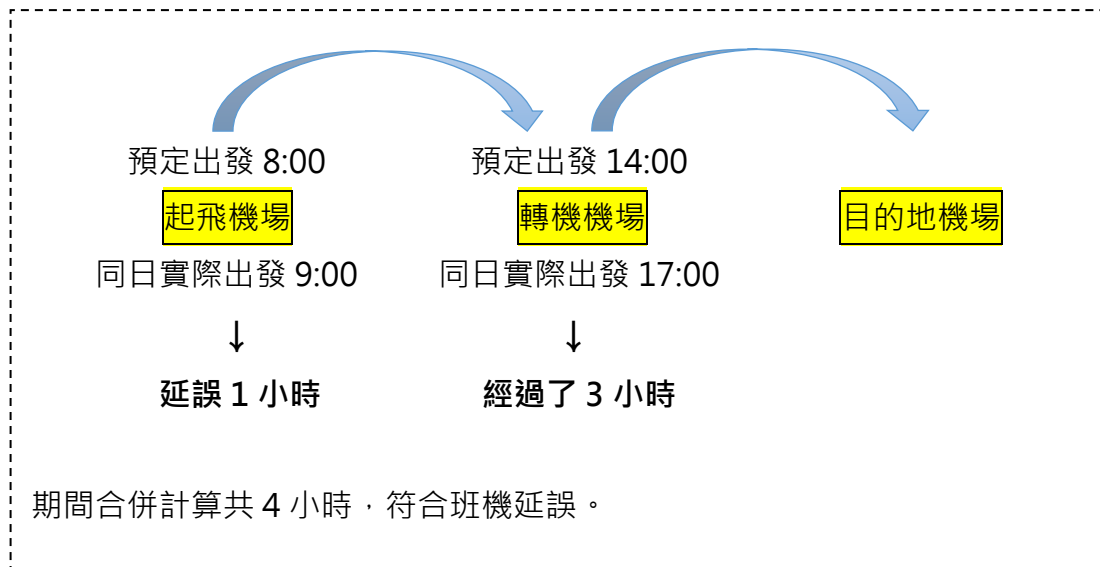 預定出發 8:00 預定出發 14:00
起飛機場 轉機機場 目的地機場
同日實際出發 9:00 同日實際出發 17:00
↓ ↓
延誤 1 小時 經過了 3 小時
期間合併計算共 4 小時，符合班機延誤。